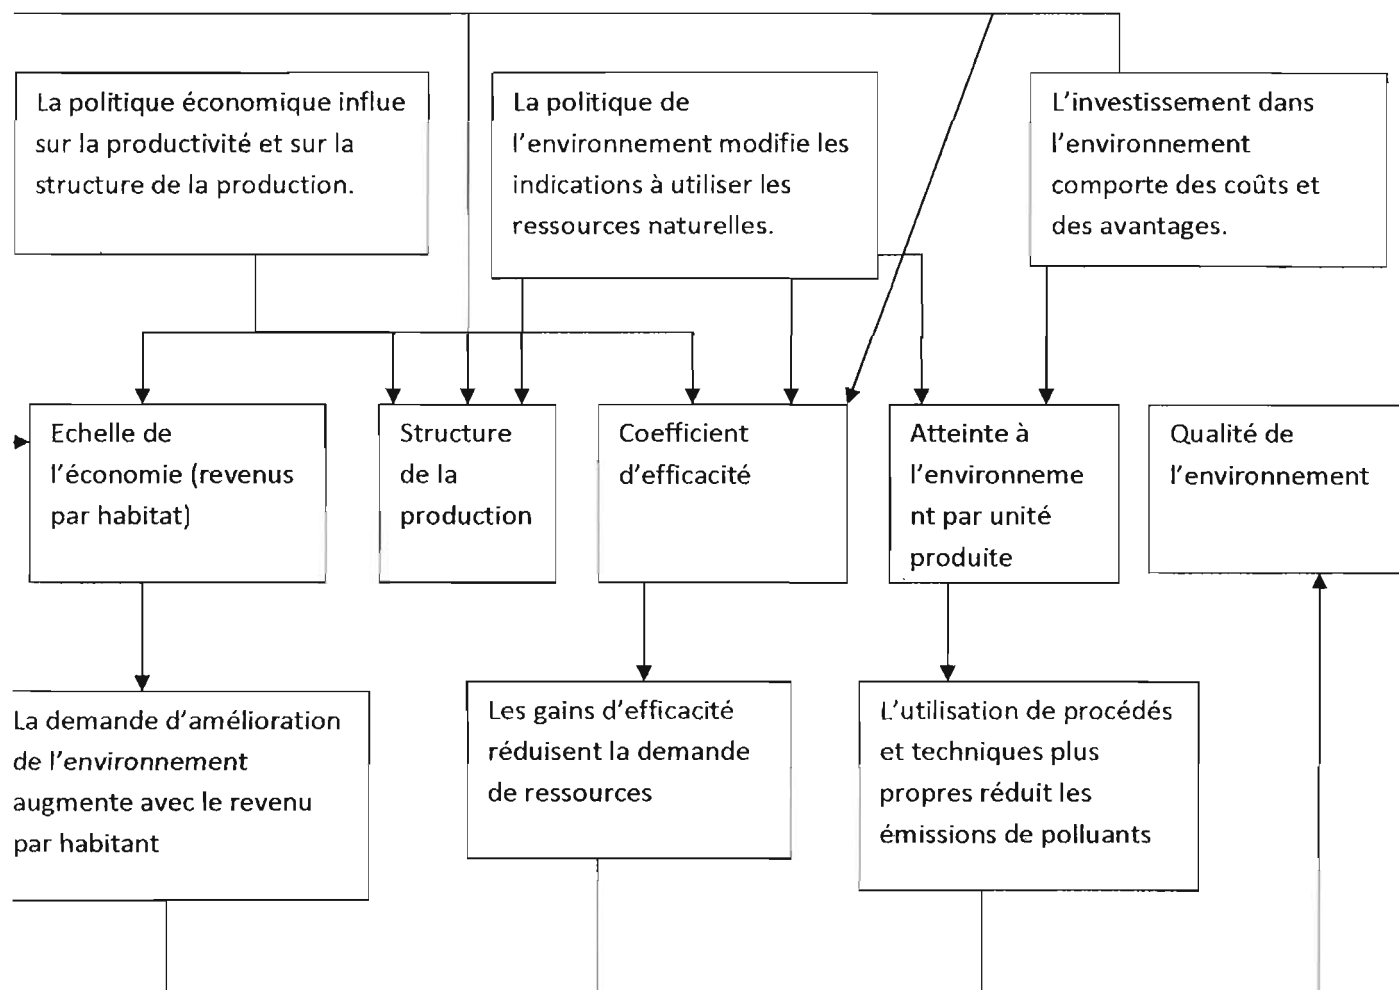 La politique économique influe
sur la productivité et sur la
structure de la production.
La politique de
l'environnement modifie les
indications à utiliser les
ressources naturelles.
L'investissement dans
l'environnement
comporte des coûts et
des avantages.
Echelle de
l'économie (revenus
par habitat)
Structure
de la
production
Coefficient
d'efficacité
Atteinte à
l'environneme
nt par unité
produite
Qualité de
l'environnement
La demande d'amélioration
de l'environnement
augmente avec le revenu
par habitant
Les gains d'efficacité
réduisent la demande
de ressources
L'utilisation de procédés
et techniques plus
propres réduit les
émissions de polluants